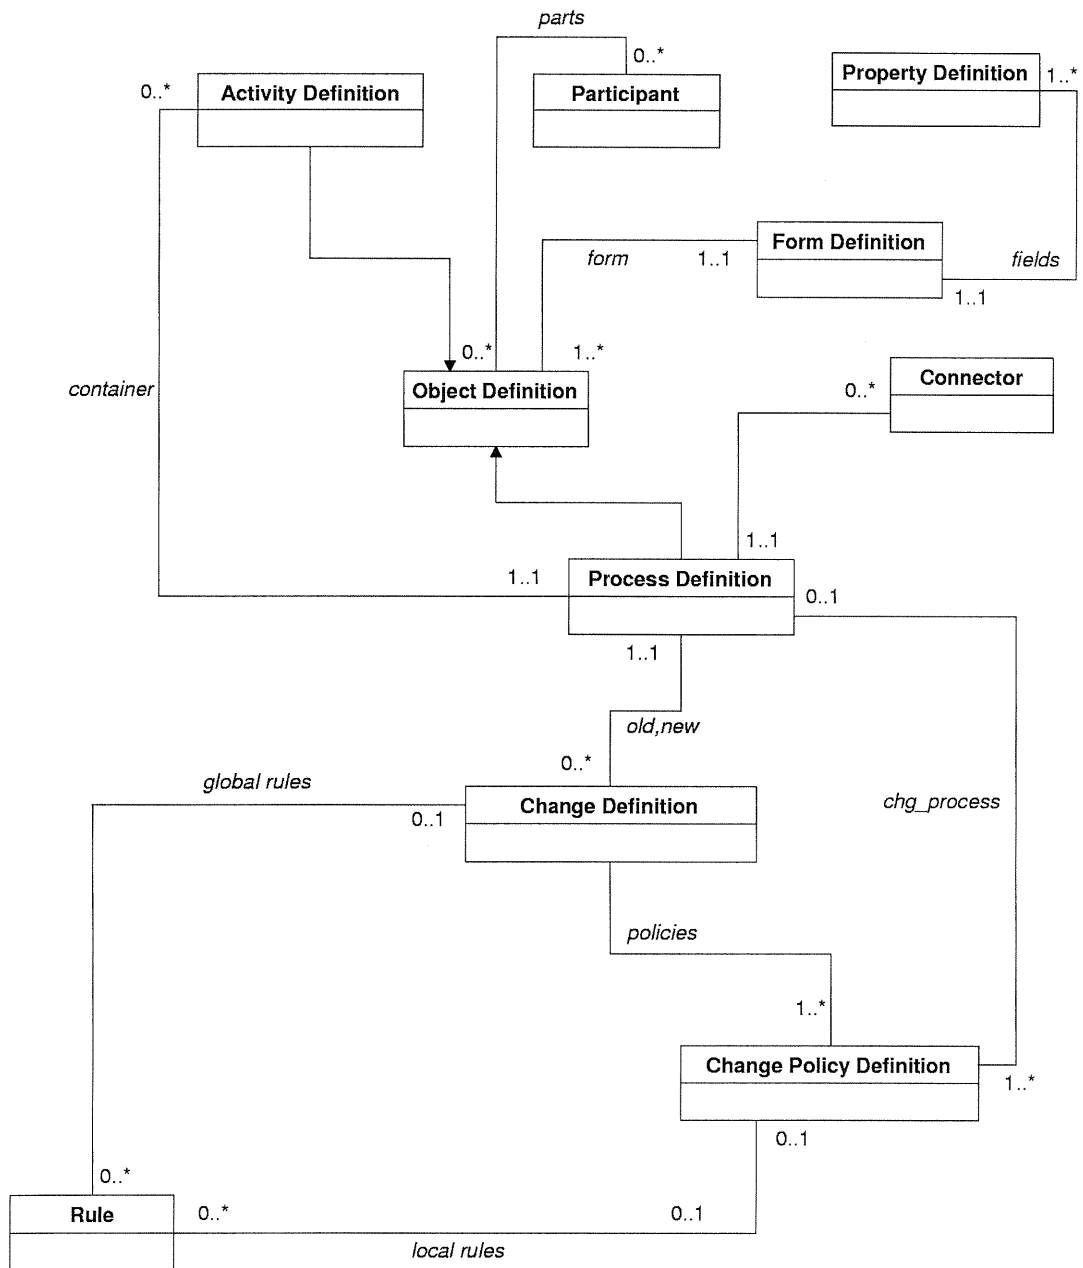 parts
0..*
Property Definition
1..*
0..*
Activity Definition
Participant
Form Definition
form
1..1
fields
1..1
0..*
1..*
container
Object Definition
Connector
0..*
1..1
1..1
Process Definition
0..1
1..1
old,new
0..*
global rules
Change Definition
chg_process
0..1
policies
1..*
Change Policy Definition
1..*
0..1
0..*
Rule
0..*
0..1
local rules